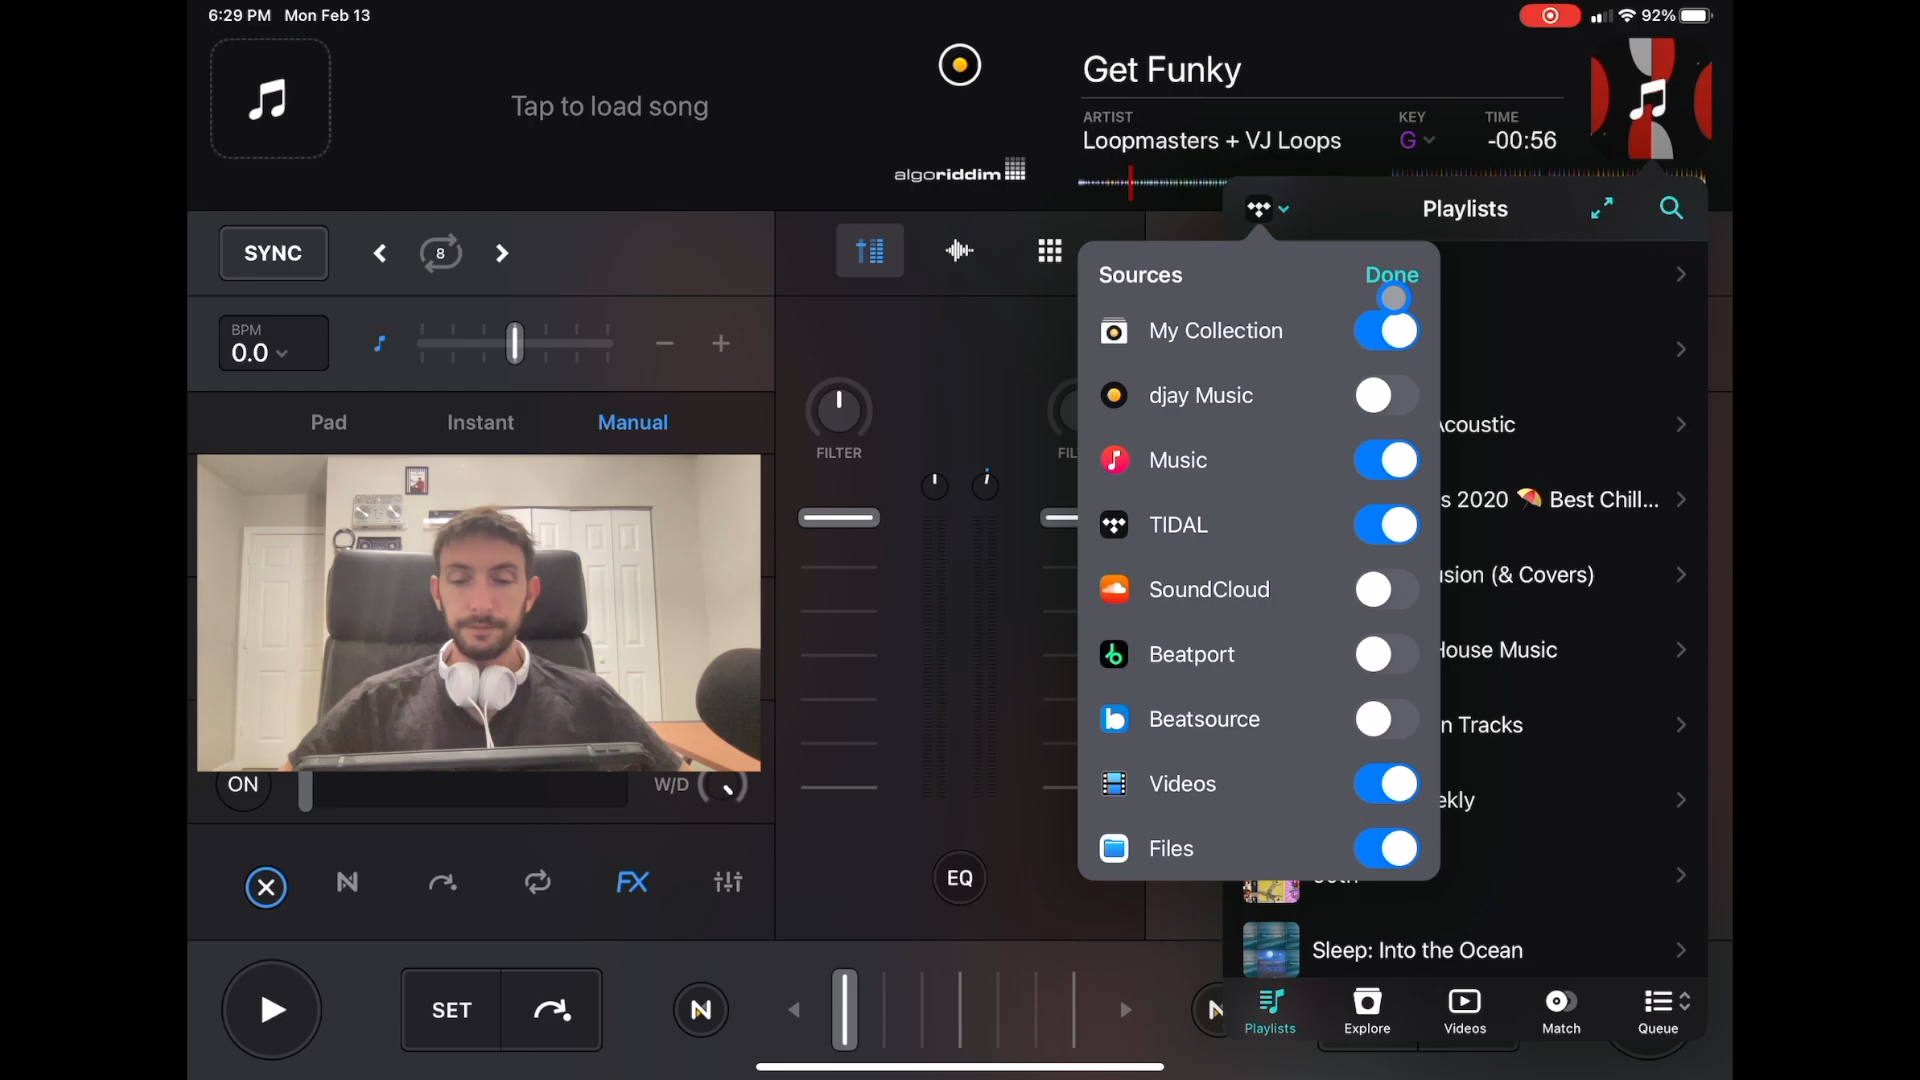 6:29 PM Mon Feb 13
92%
Tap to load song
algoriddim
Get Funky
ARTIST
Loopmasters + VJ Loops
KEY
G
TIME
-00:56
Playlists
SYNC
8
BPM
0.0
Pad Instant Manual
FILTER
FIL
Sources Done
My Collection
djay Music
Music
TIDAL
SoundCloud
Beatport
Beatsource
Videos
Files
Acoustic
s 2020 ⛱️ Best Chill...
usion (& Covers)
House Music
n Tracks
ekly
Sleep: Into the Ocean
ON
W/D
FX
EQ
SET
Playlists
Explore
Videos
Match
Queue